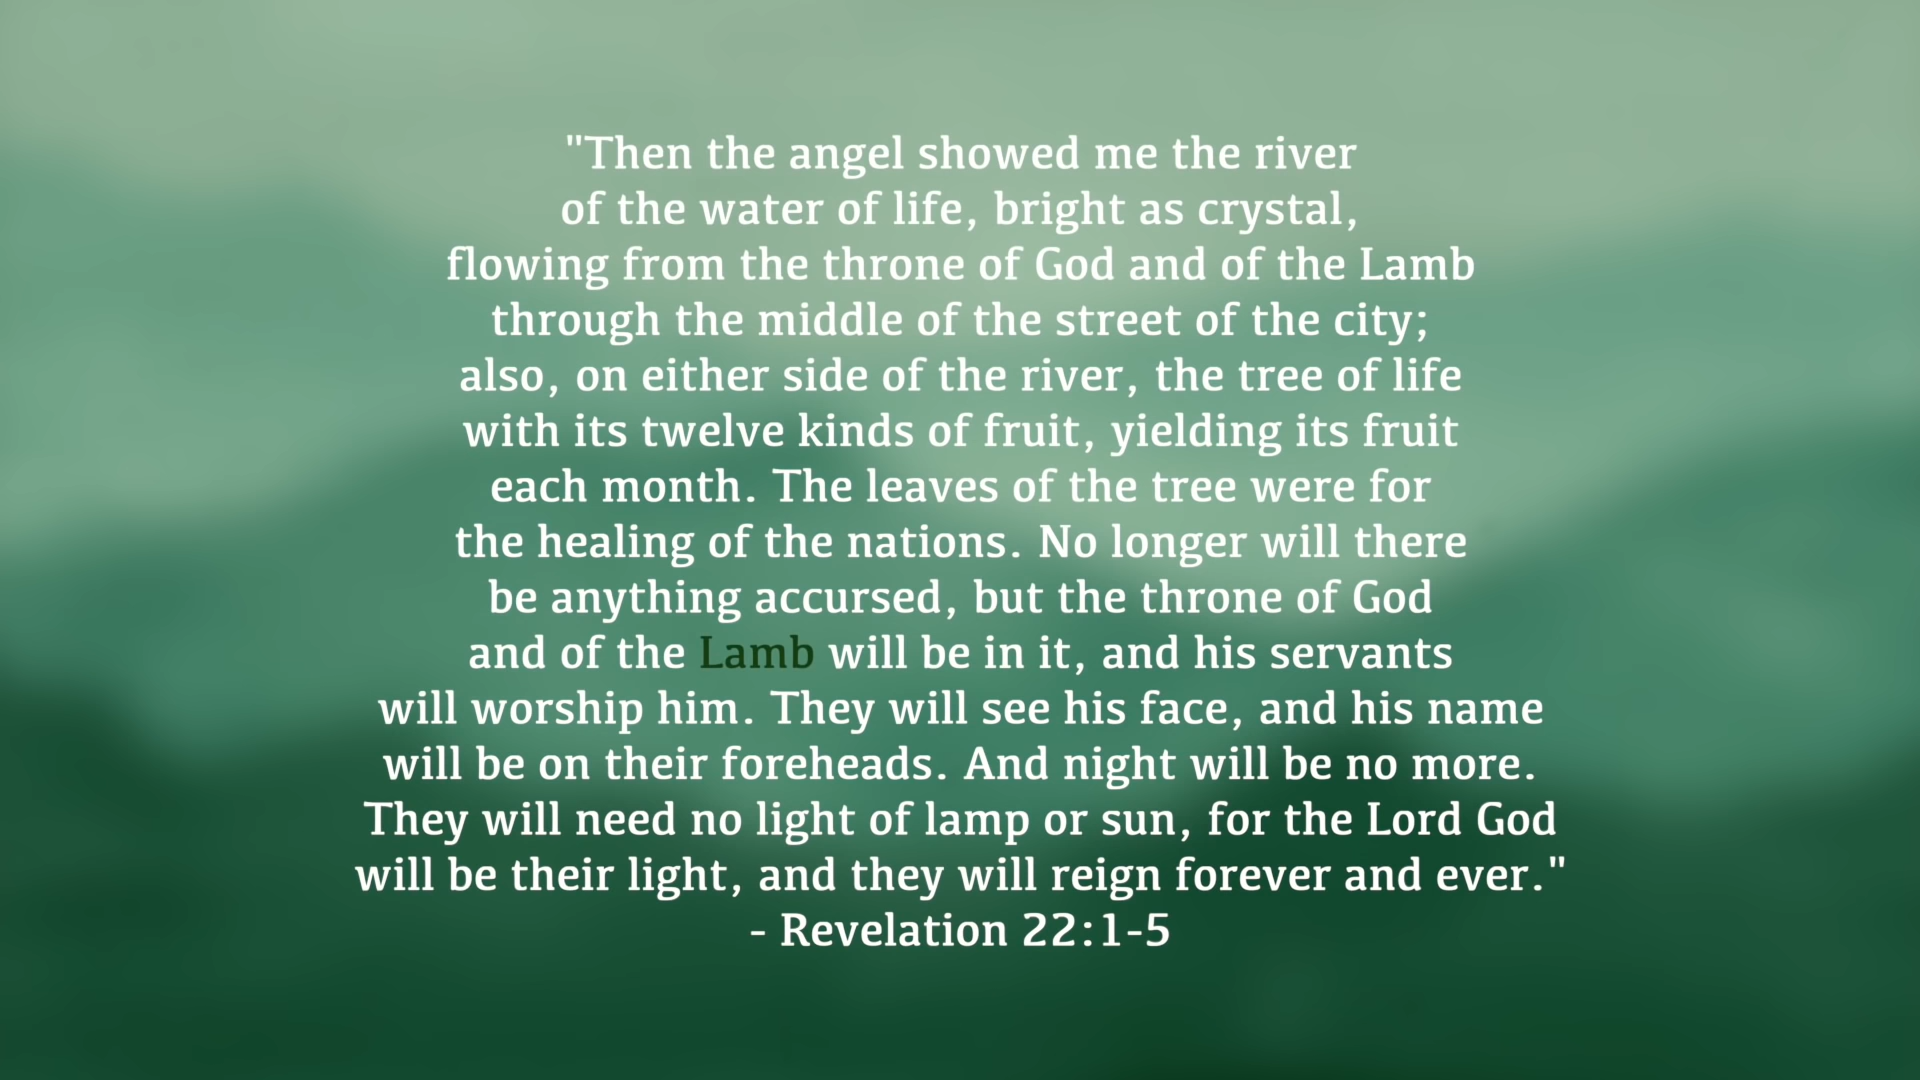 "Then the angel showed me the river
of the water of life, bright as crystal,
flowing from the throne of God and of the Lamb
through the middle of the street of the city;
also, on either side of the river, the tree of life
with its twelve kinds of fruit, yielding its fruit
each month. The leaves of the tree were for
the healing of the nations. No longer will there
be anything accursed, but the throne of God
and of the Lamb will be in it, and his servants
will worship him. They will see his face, and his name
will be on their foreheads. And night will be no more.
They will need no light of lamp or sun, for the Lord God
will be their light, and they will reign forever and ever."
- Revelation 22:1-5